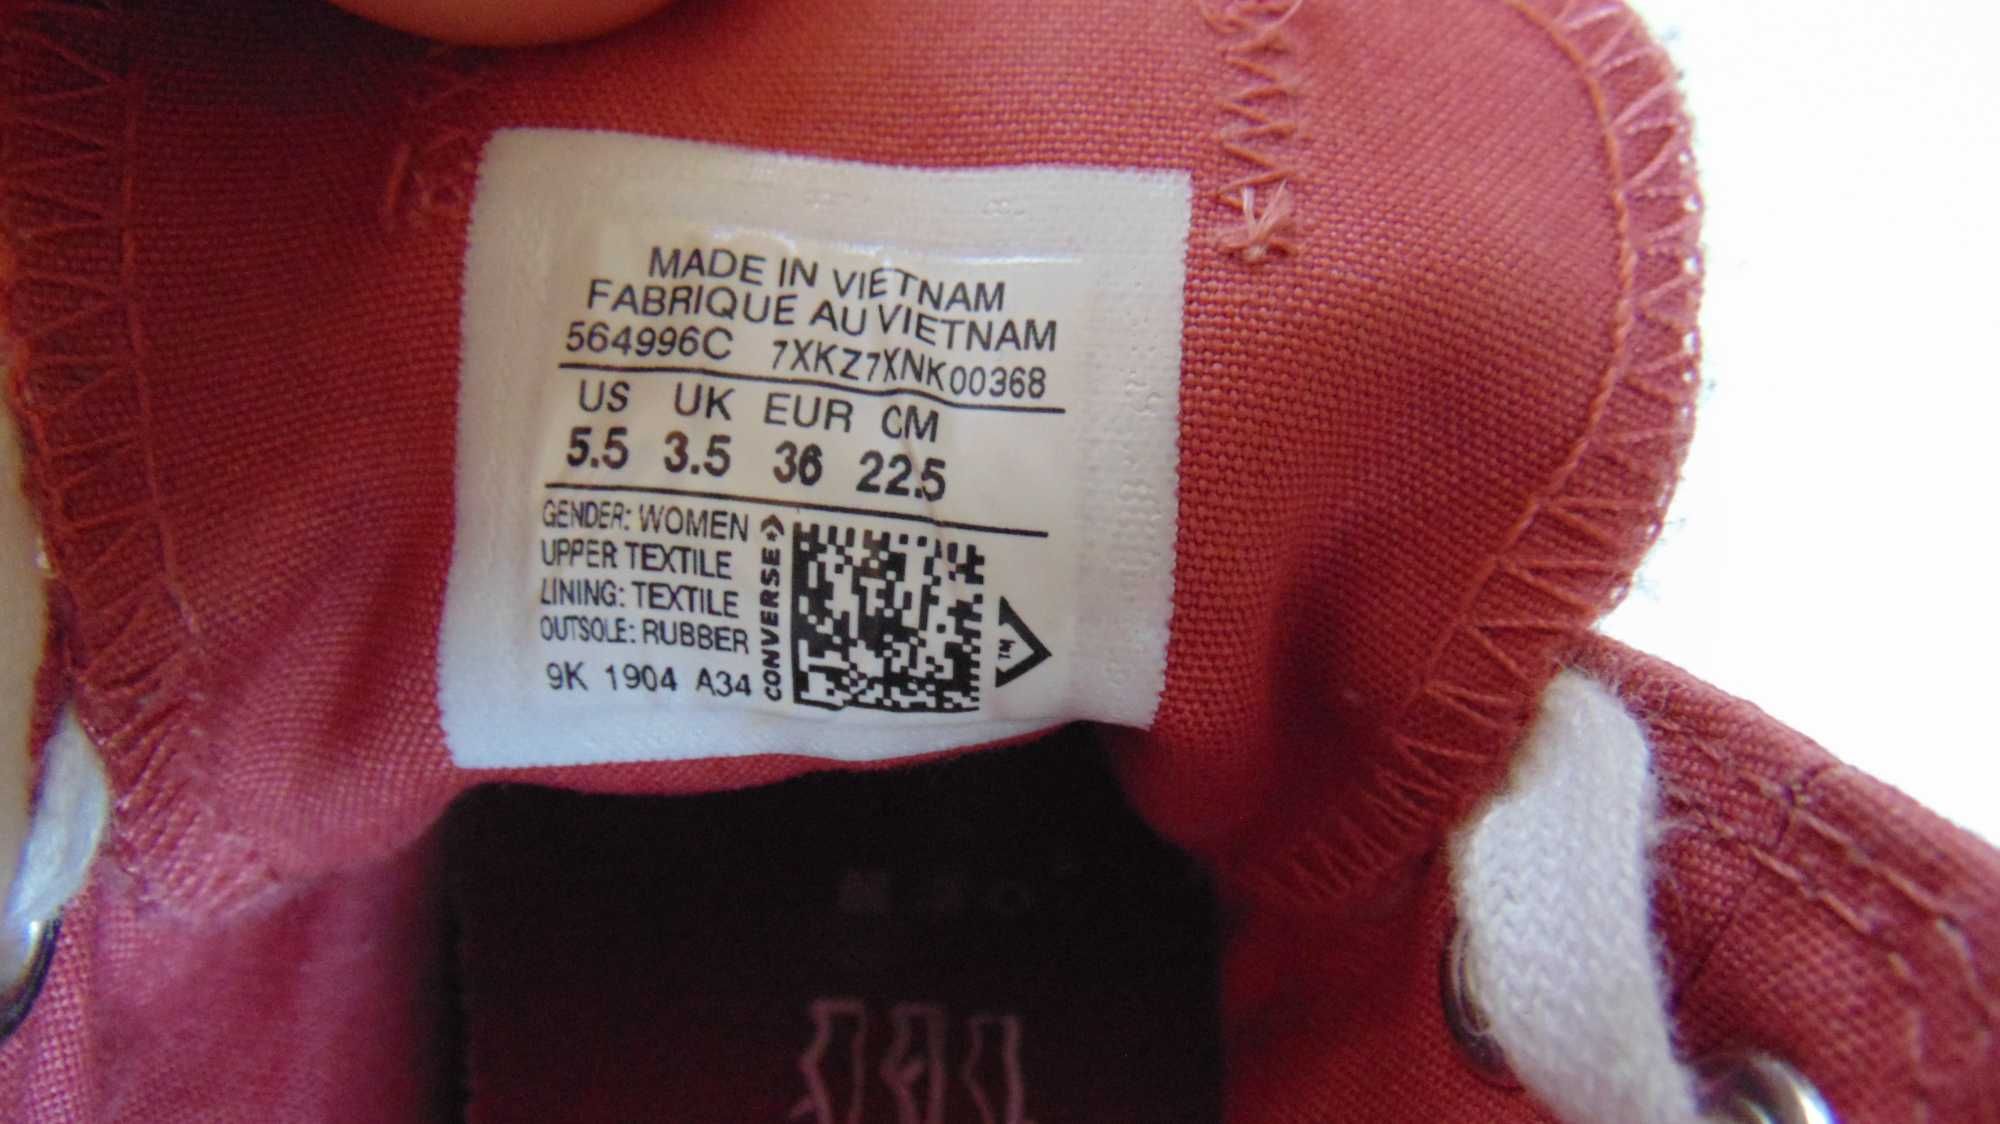 MADE IN VIETNAM
FABRIQUE AU VIETNAM
564996C 7XKZ7XNK00368
US UK EUR CM
5.5 3.5 36 22.5
GENDER: WOMEN
UPPER TEXTILE
LINING: TEXTILE
OUTSOLE: RUBBER
9K 1904 A34
CONVERSE
TM